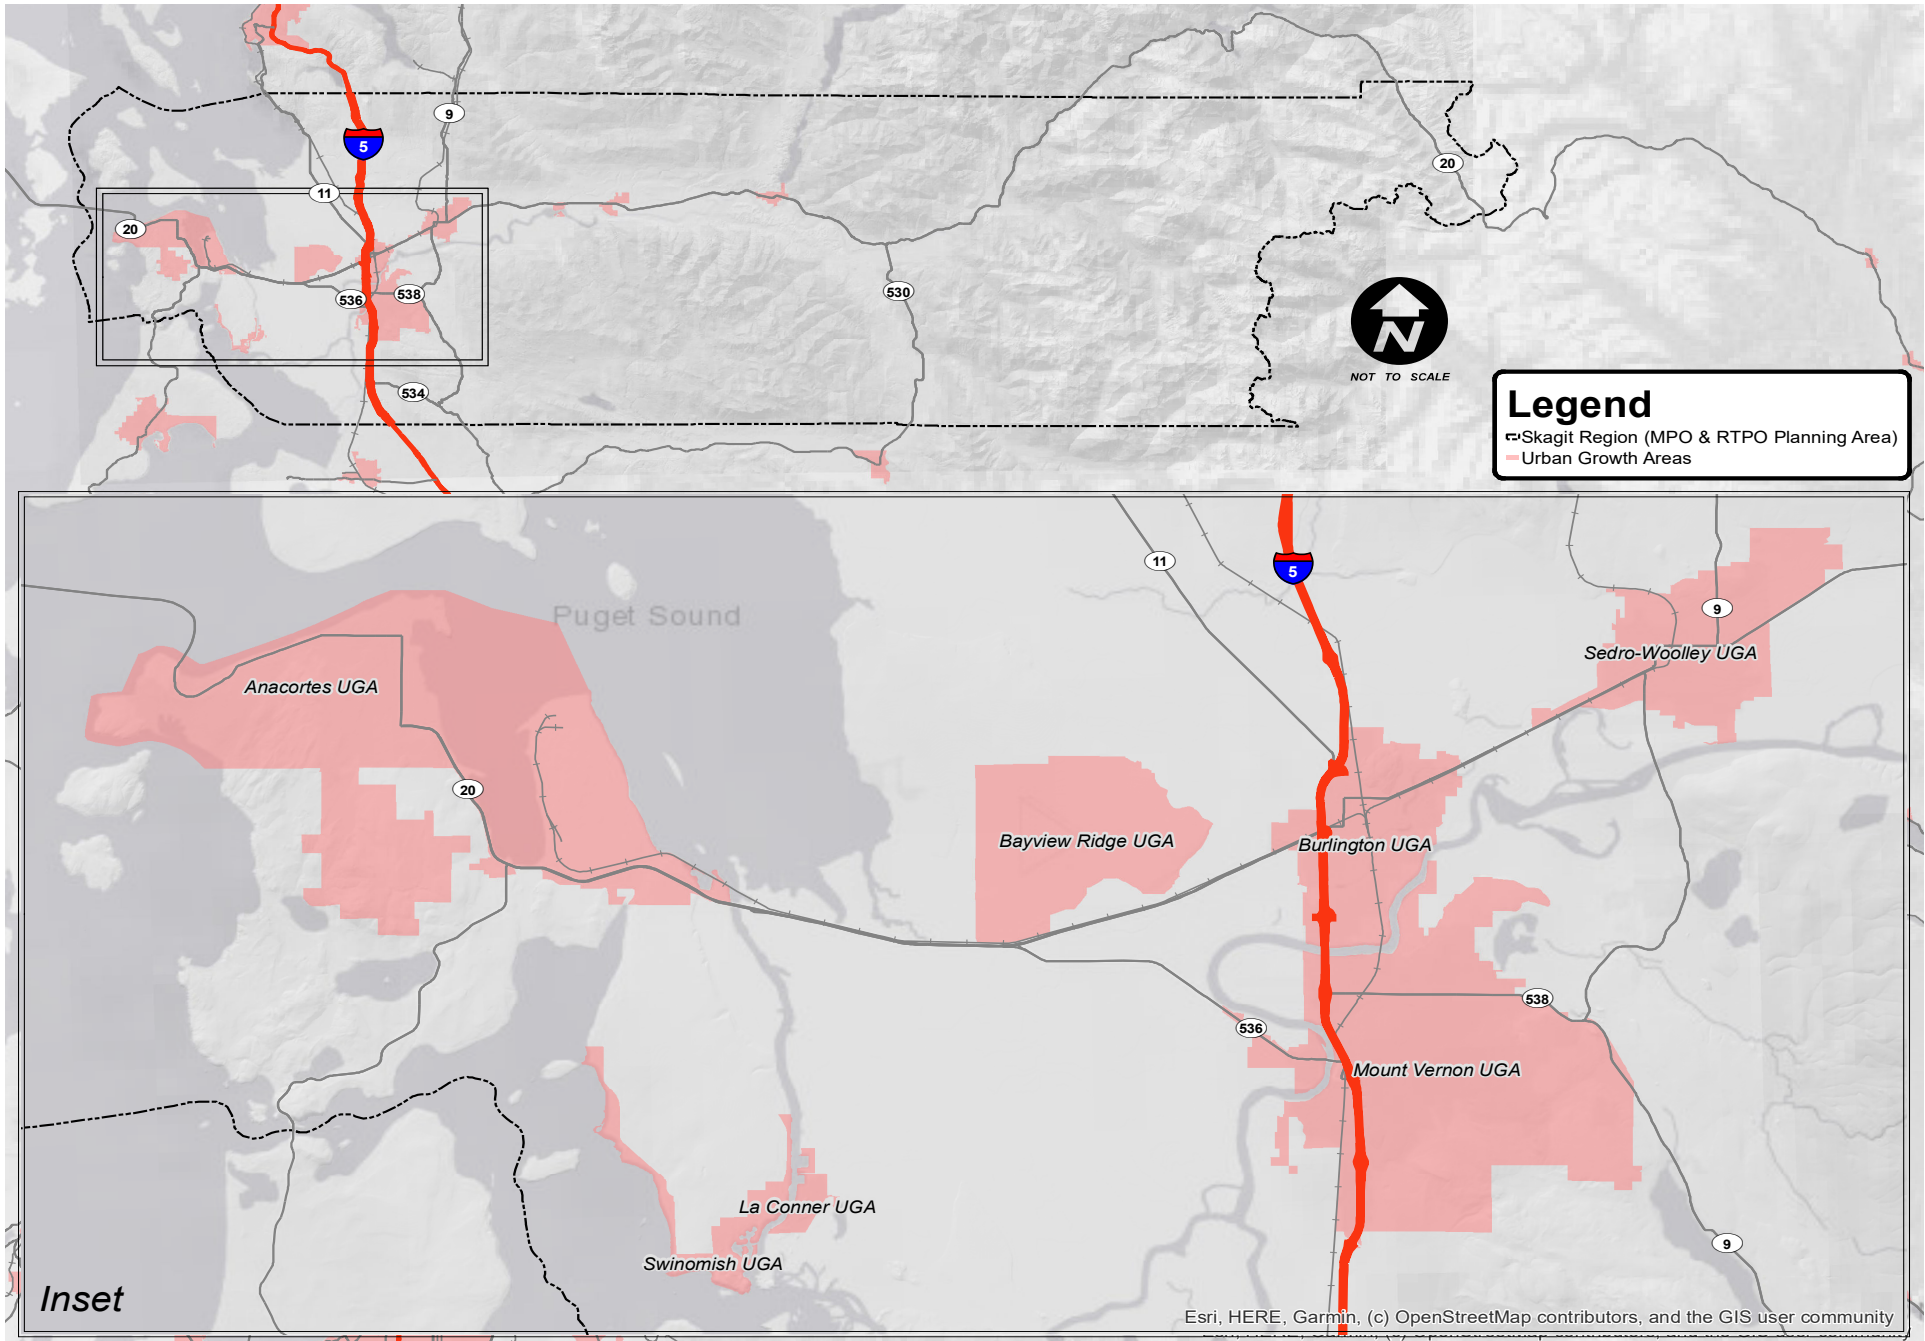 9
5
11
20
20
536
538
530
534
N
NOT TO SCALE
Legend
Skagit Region (MPO & RTPO Planning Area)
Urban Growth Areas
11
5
9
Puget Sound
Sedro-Woolley UGA
Anacortes UGA
20
Bayview Ridge UGA
Burlington UGA
538
536
Mount Vernon UGA
La Conner UGA
9
Swinomish UGA
Inset
Esri, HERE, Garmin, (c) OpenStreetMap contributors, and the GIS user community